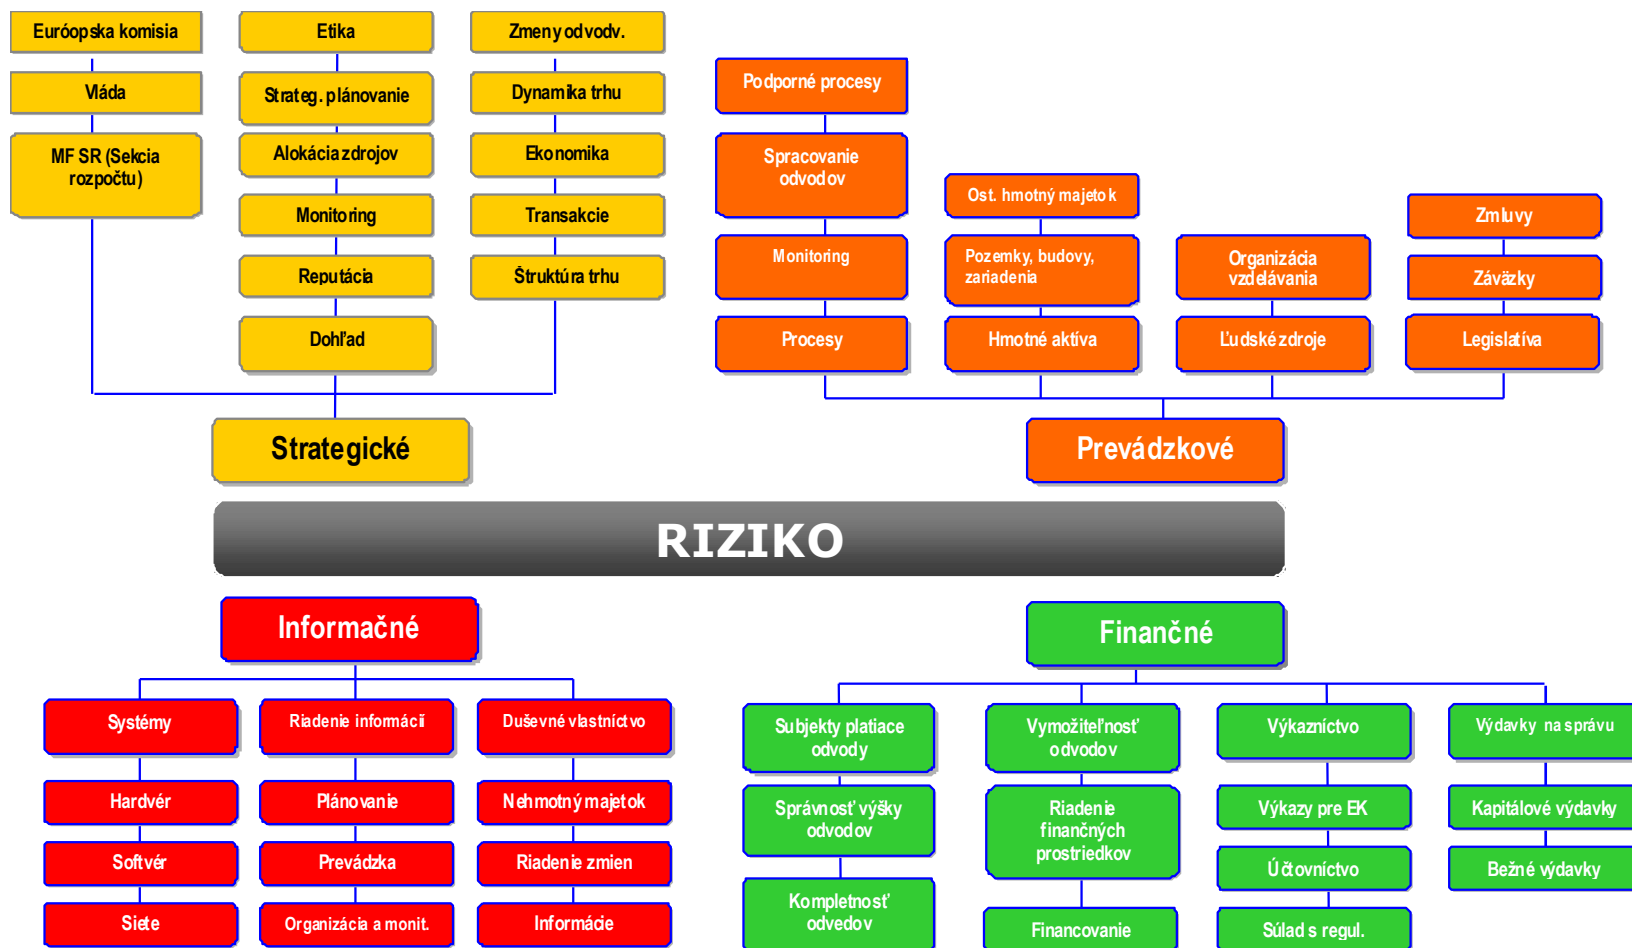 Európska komisia
Vláda
MF SR (Sekcia
rozpočtu)
Etika
Strateg. plánovanie
Alokácia zdrojov
Monitoring
Reputácia
Dohľad
Zmeny odvodv.
Dynamika trhu
Ekonomika
Transakcie
Štruktúra trhu
Strategické
Podporné procesy
Spracovanie
odvodov
Monitoring
Procesy
Ost. hmotný majetok
Pozemky, budovy,
zariadenia
Hmotné aktíva
Organizácia
vzdelávania
Ľudské zdroje
Zmluvy
Záväzky
Legislatíva
Prevádzkové
RIZIKO
Informačné
Systémy
Hardvér
Softvér
Siete
Riadenie informácií
Plánovanie
Prevádzka
Organizácia a monit.
Duševné vlastníctvo
Nehmotný majetok
Riadenie zmien
Informácie
Finančné
Subjekty platiace
odvody
Správnosť výšky
odvodov
Kompletnosť
odvedov
Vymožiteľnosť
odvodov
Riadenie
finančných
prostriedkov
Financovanie
Výkazníctvo
Výkazy pre EK
Účtovníctvo
Súlad s regul.
Výdavky na správu
Kapitálové výdavky
Bežné výdavky